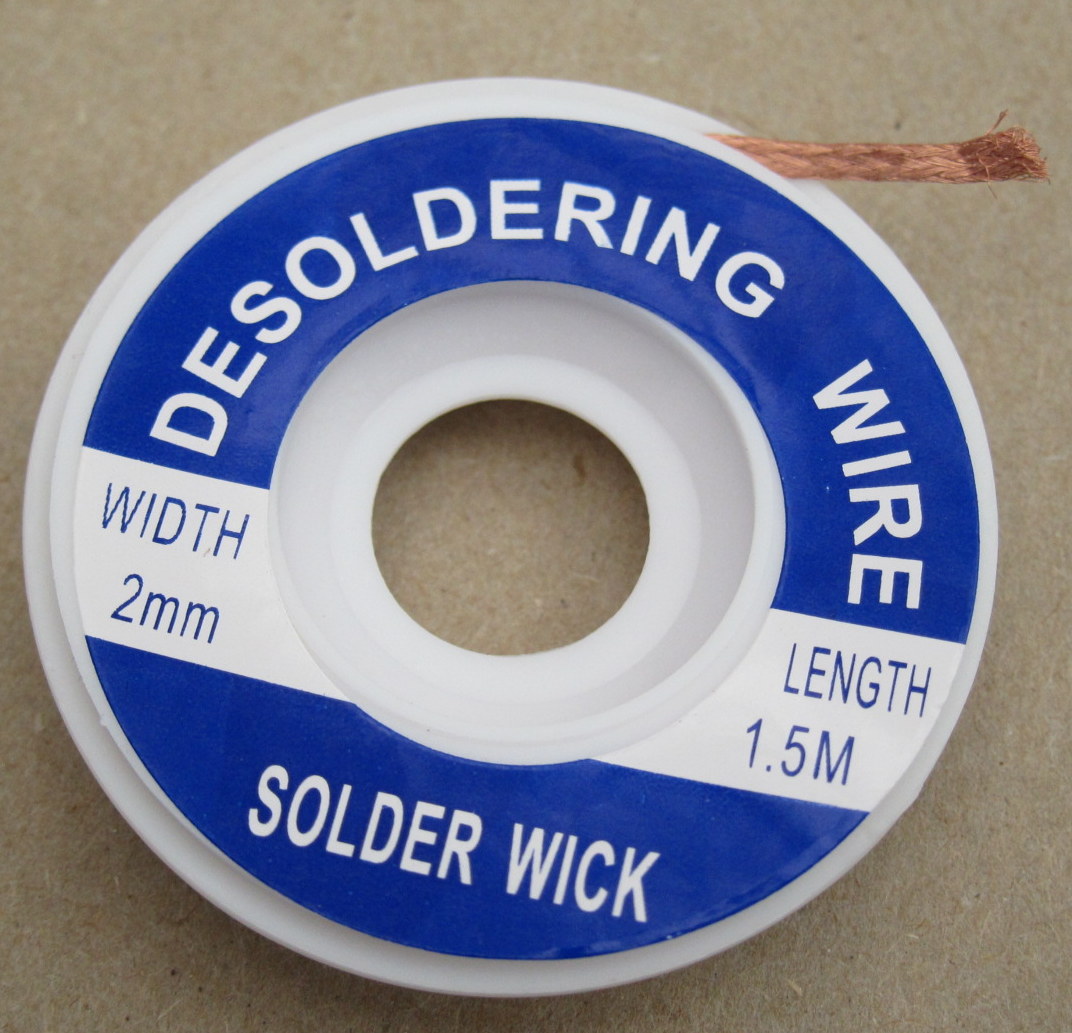 DESOLDERING WIRE
WIDTH
2mm
LENGTH
1.5M
SOLDER WICK